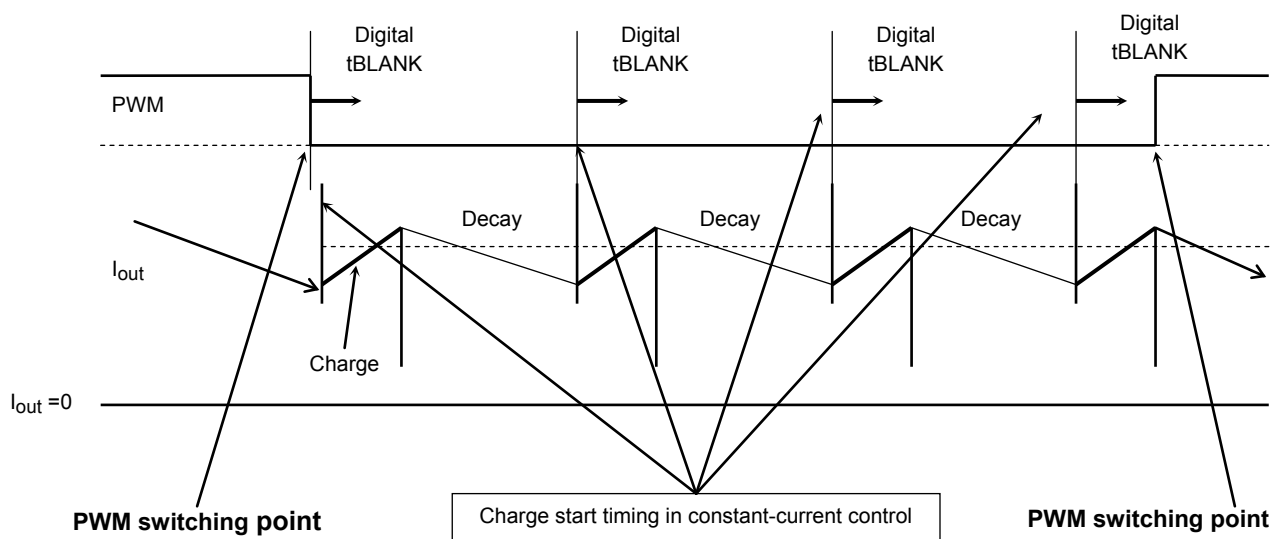 Digital
tBLANK
Digital
tBLANK
Digital
tBLANK
Digital
tBLANK
PWM
Decay
Decay
Decay
Iout
Charge
Iout =0
PWM switching point
Charge start timing in constant-current control
PWM switching point